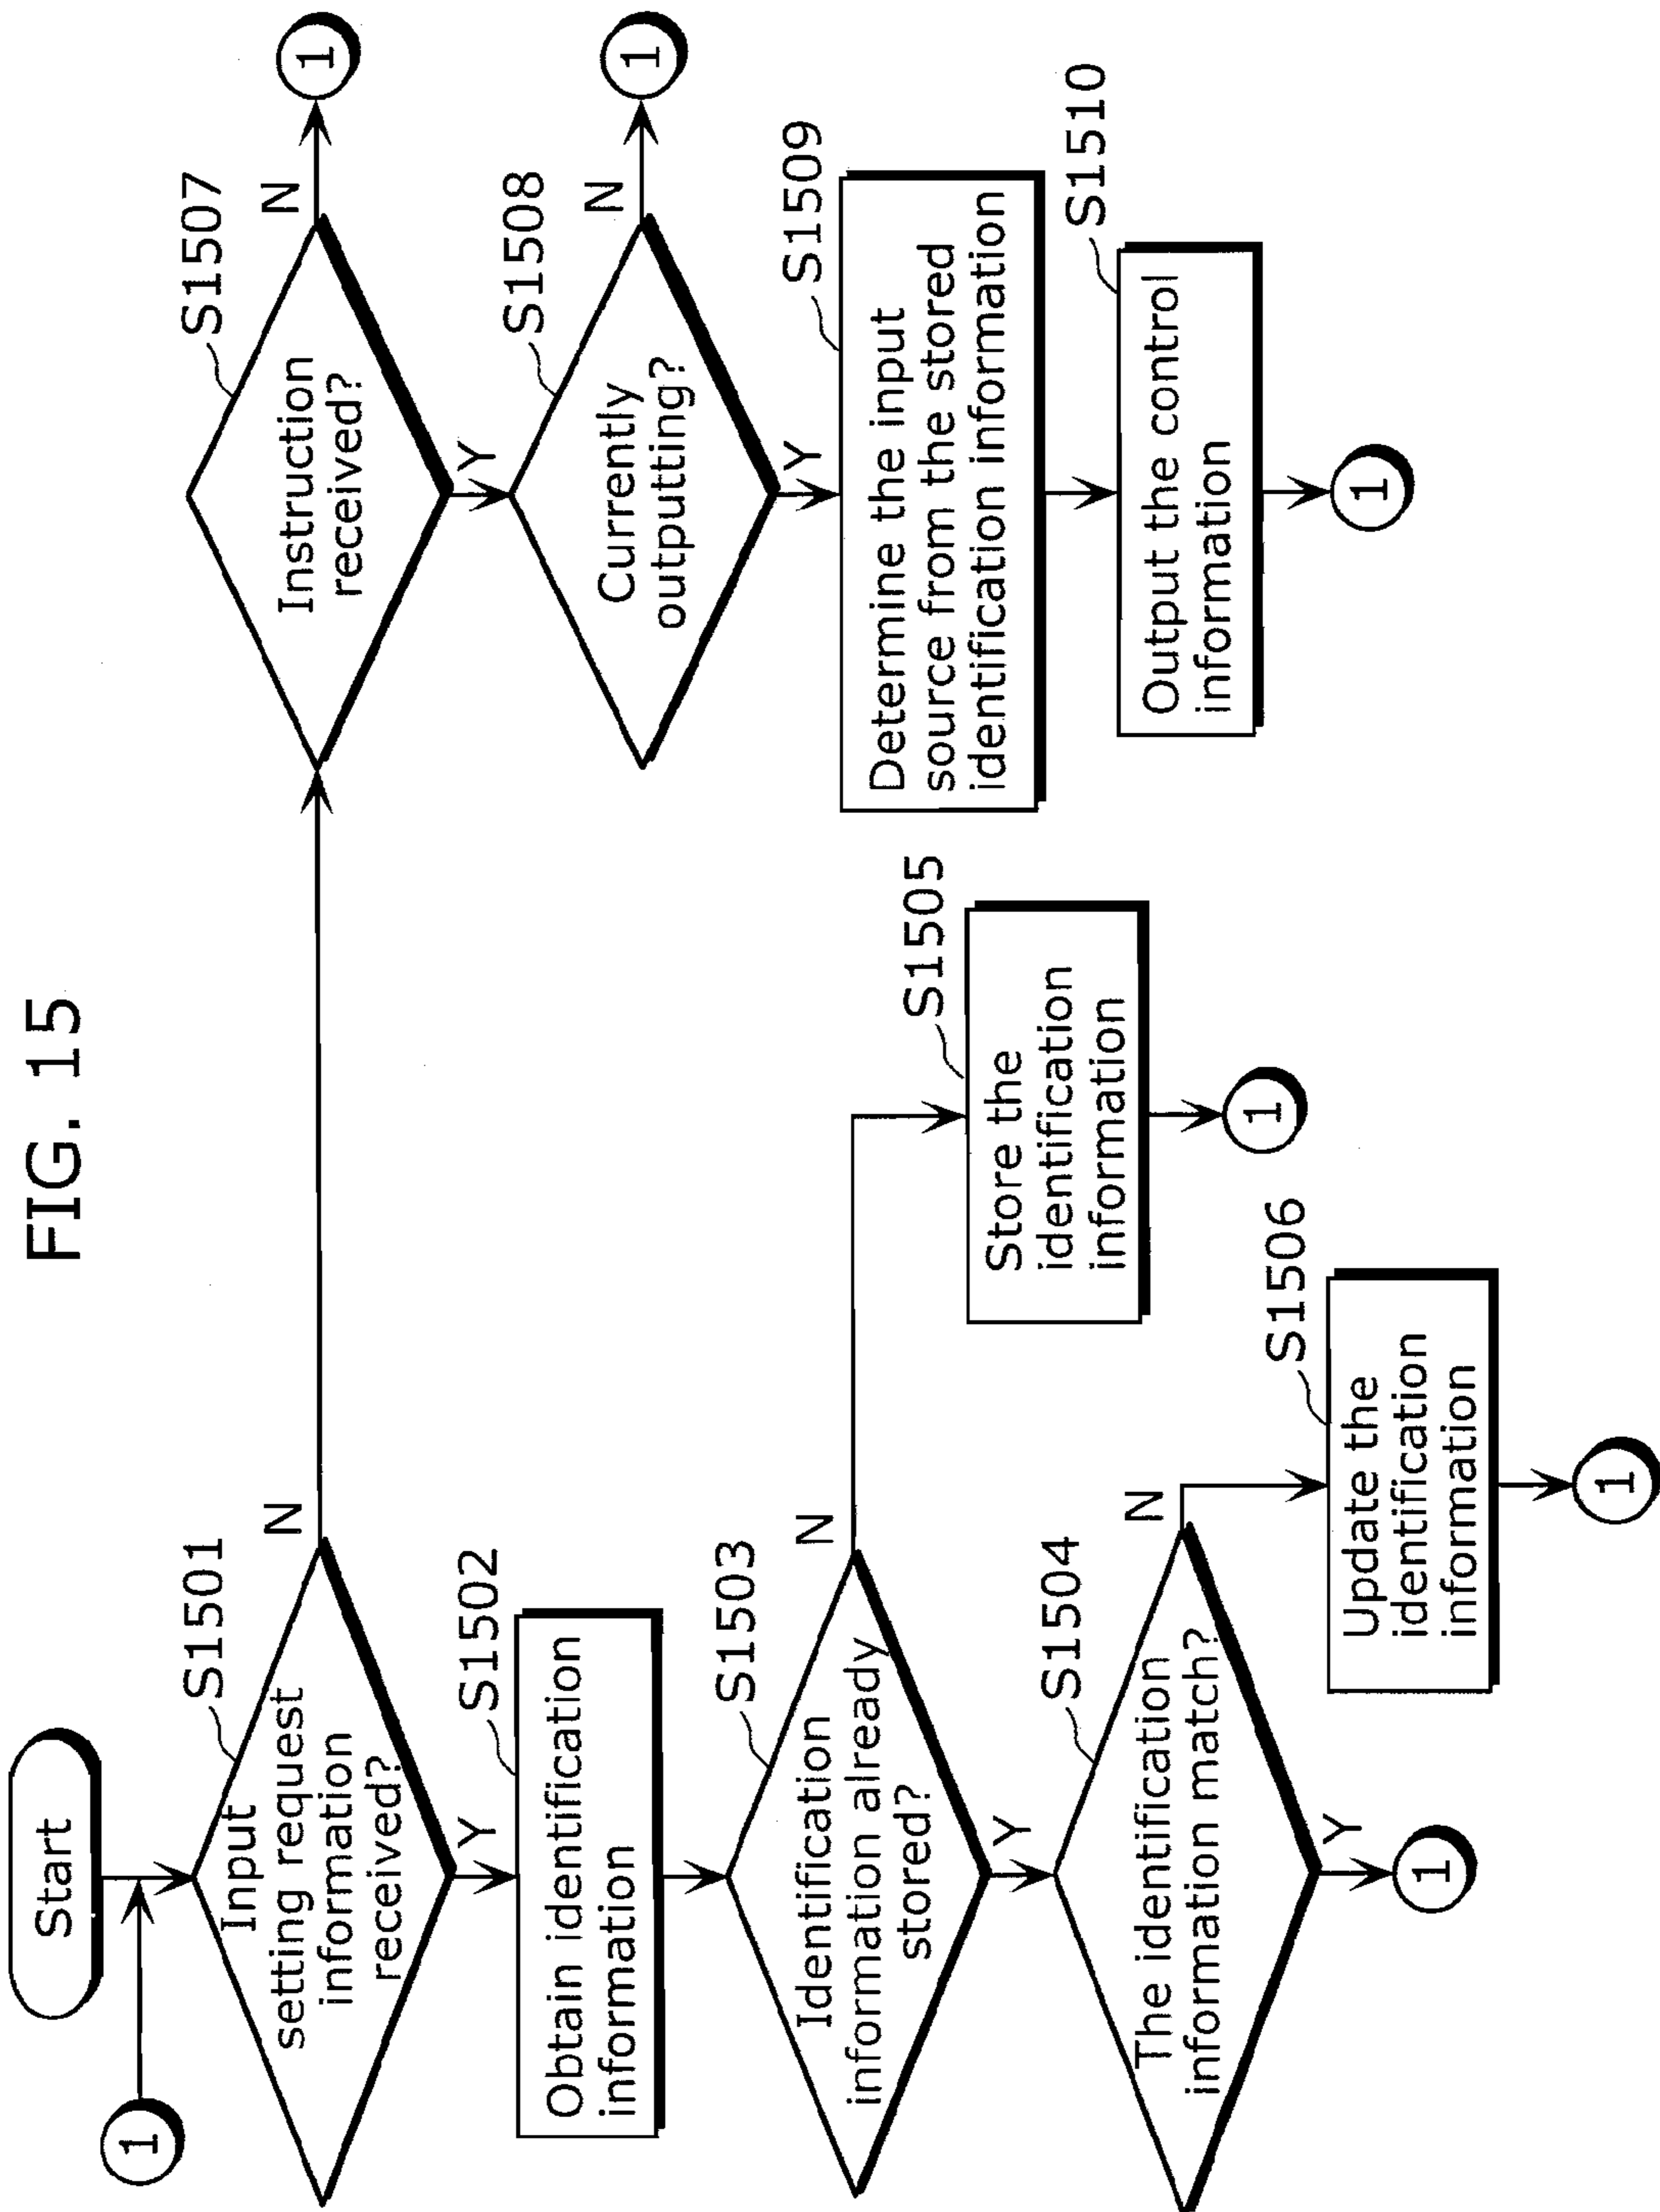 FIG. 15
Start
1
S1501
Input
setting request
information
received?
N
Y
S1502
Obtain identification
information
S1503
Identification
information already
stored?
N
Y
S1504
The identification
information match?
N
Y
1
S1505
Store the
identification
information
1
S1506
Update the
identification
information
1
S1507
Instruction
received?
N
1
Y
S1508
Currently
outputting?
N
1
Y
S1509
Determine the input
source from the stored
identification information
S1510
Output the control
information
1